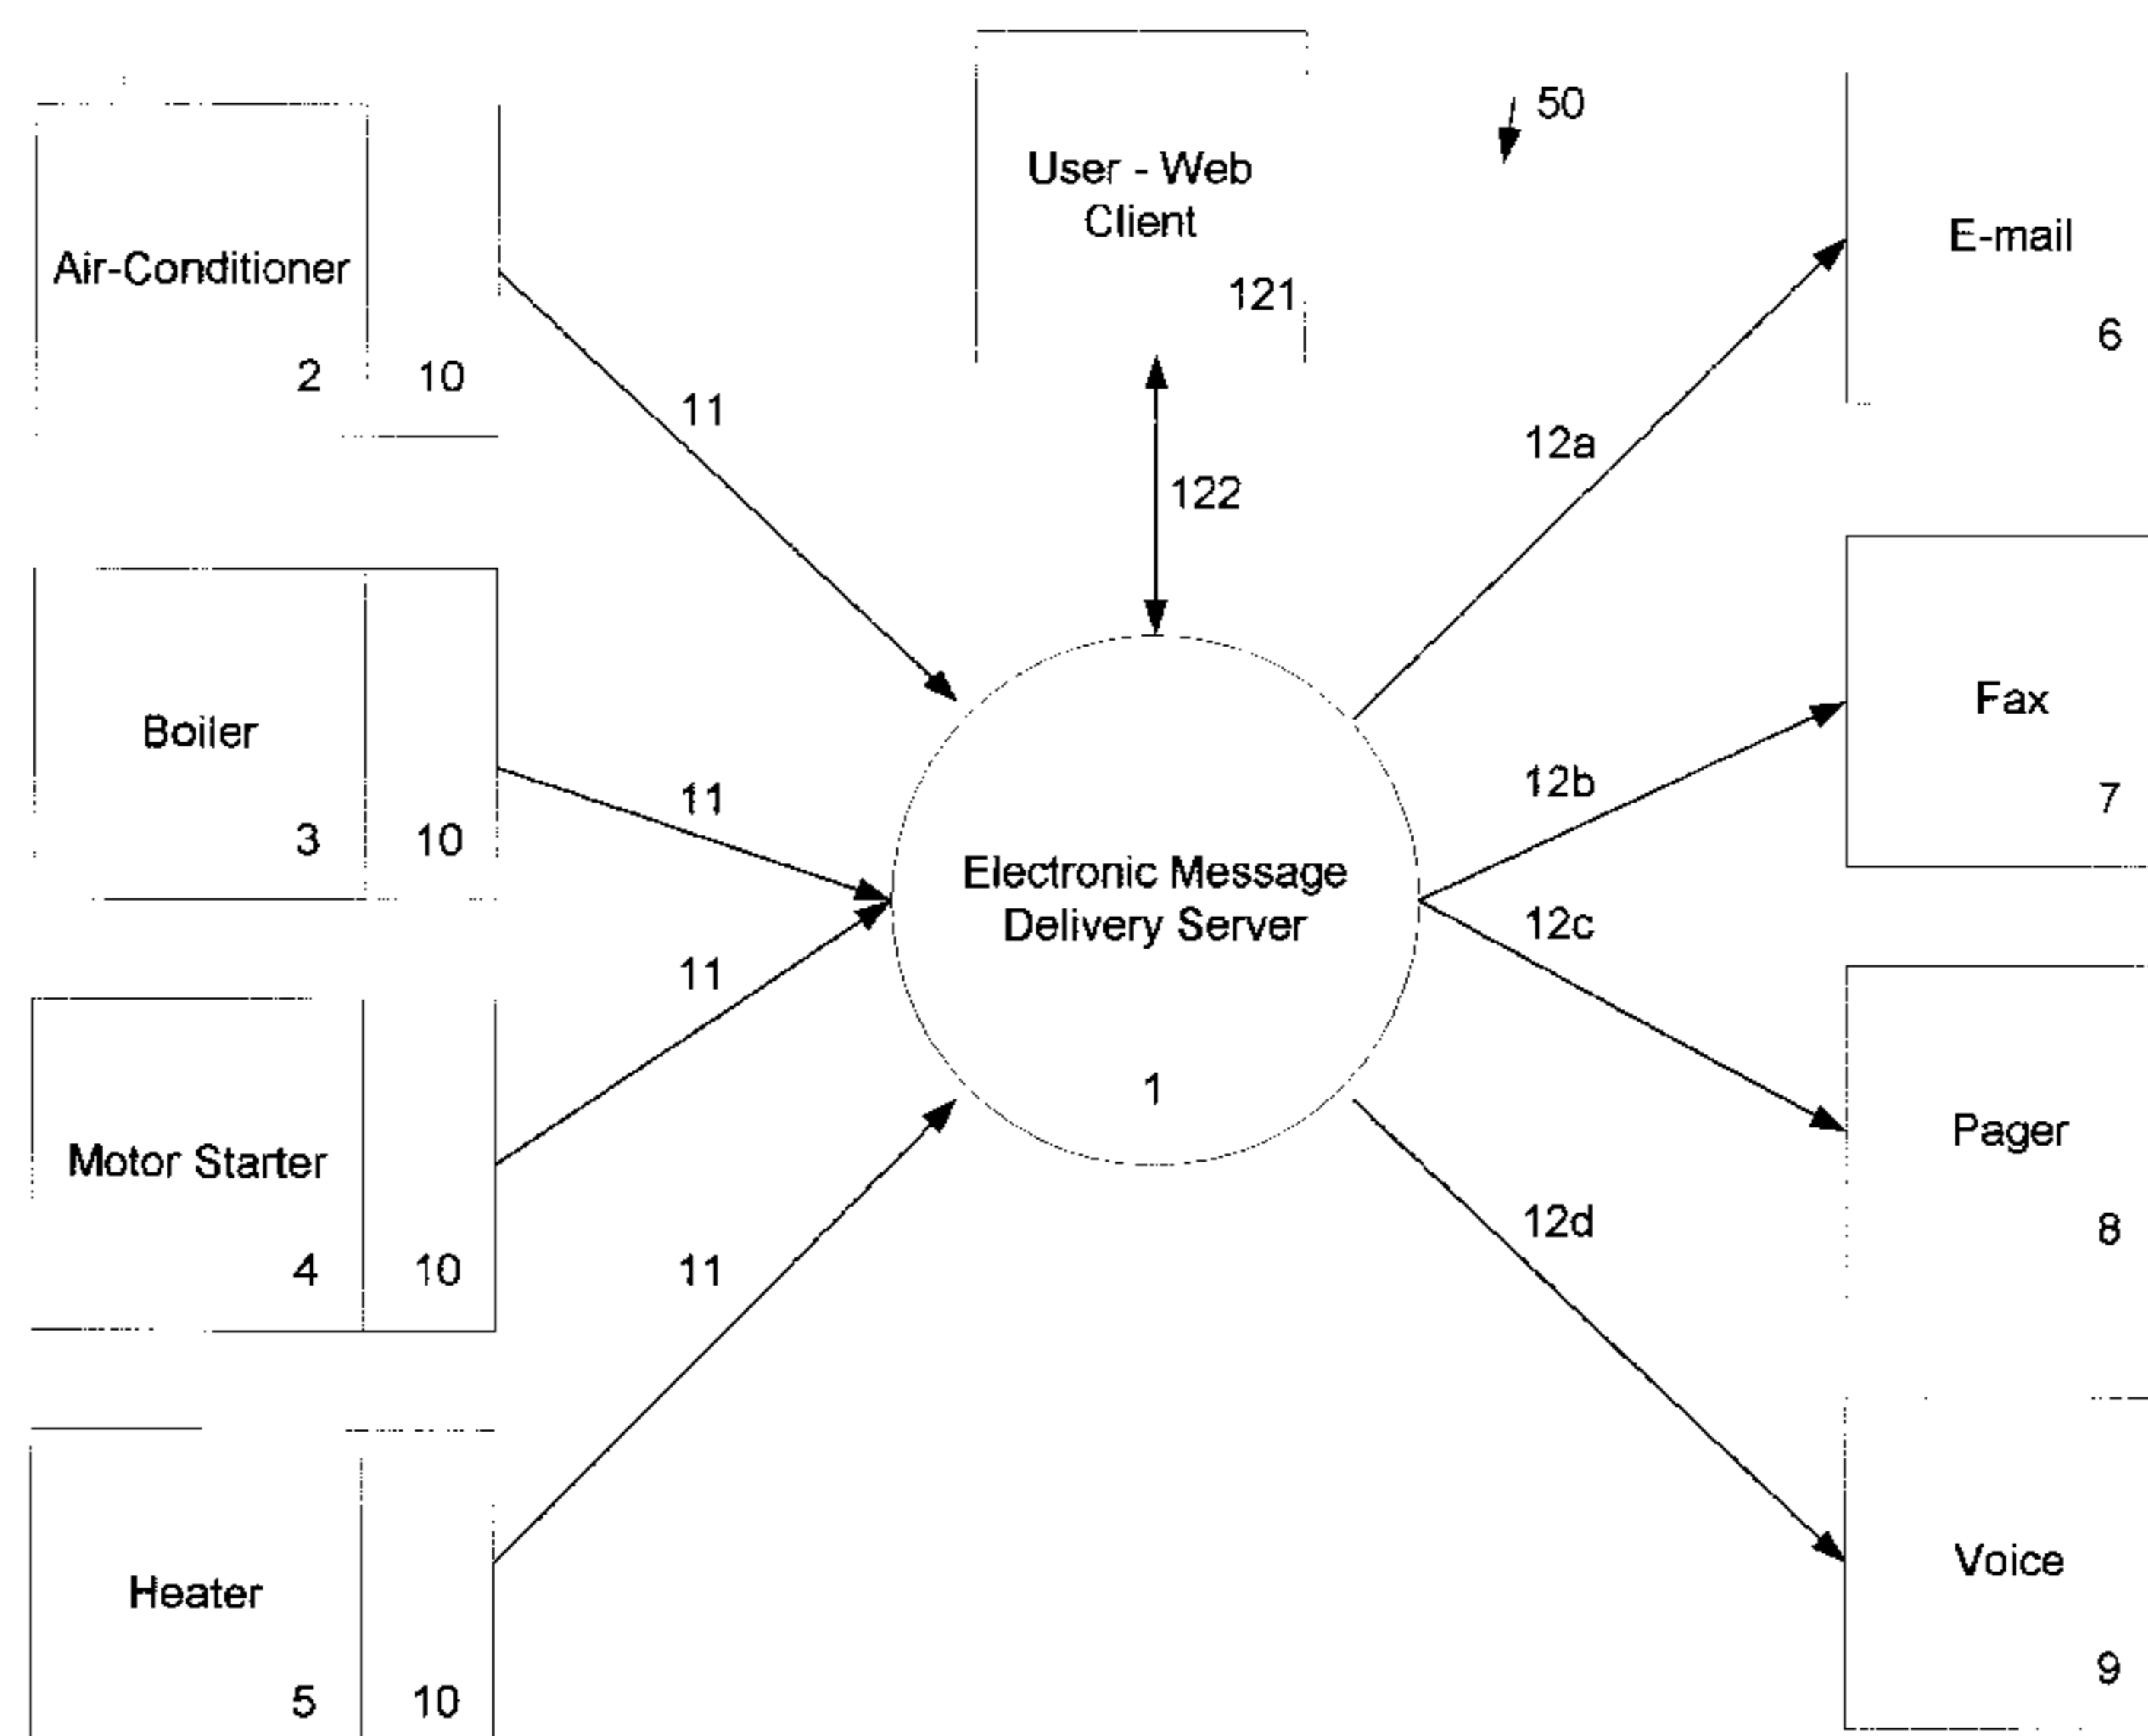 50
User - Web
Client
121
Air-Conditioner
2
10
11
122
12a
E-mail
6
Boiler
3
10
11
12b
Fax
7
Electronic Message
Delivery Server
1
12c
11
Motor Starter
4
10
11
12d
Pager
8
Heater
5
10
Voice
9